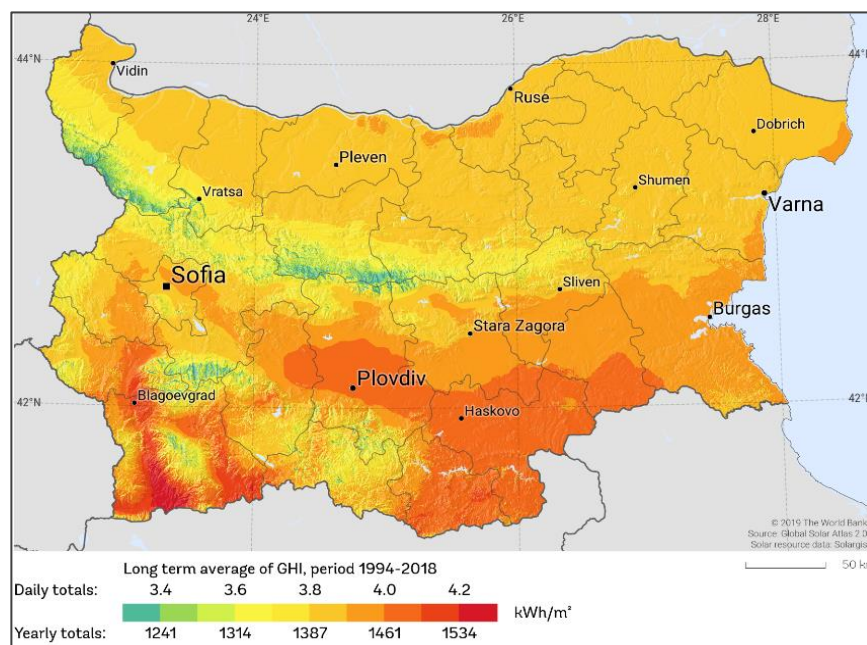 24°E
26°E
28°E
44°N
44°N
Vidin
Ruse
Dobrich
Pleven
Vratsa
Shumen
Varna
Sofia
Sliven
Burgas
Stara Zagora
Plovdiv
42°N
42°N
Blagoevgrad
Haskovo
© 2019 The World Bank
Source: Global Solar Atlas 2.0
Solar resource data: Solargis
50 km
Long term average of GHI, period 1994-2018
Daily totals: 3.4 3.6 3.8 4.0 4.2
kWh/m²
Yearly totals: 1241 1314 1387 1461 1534